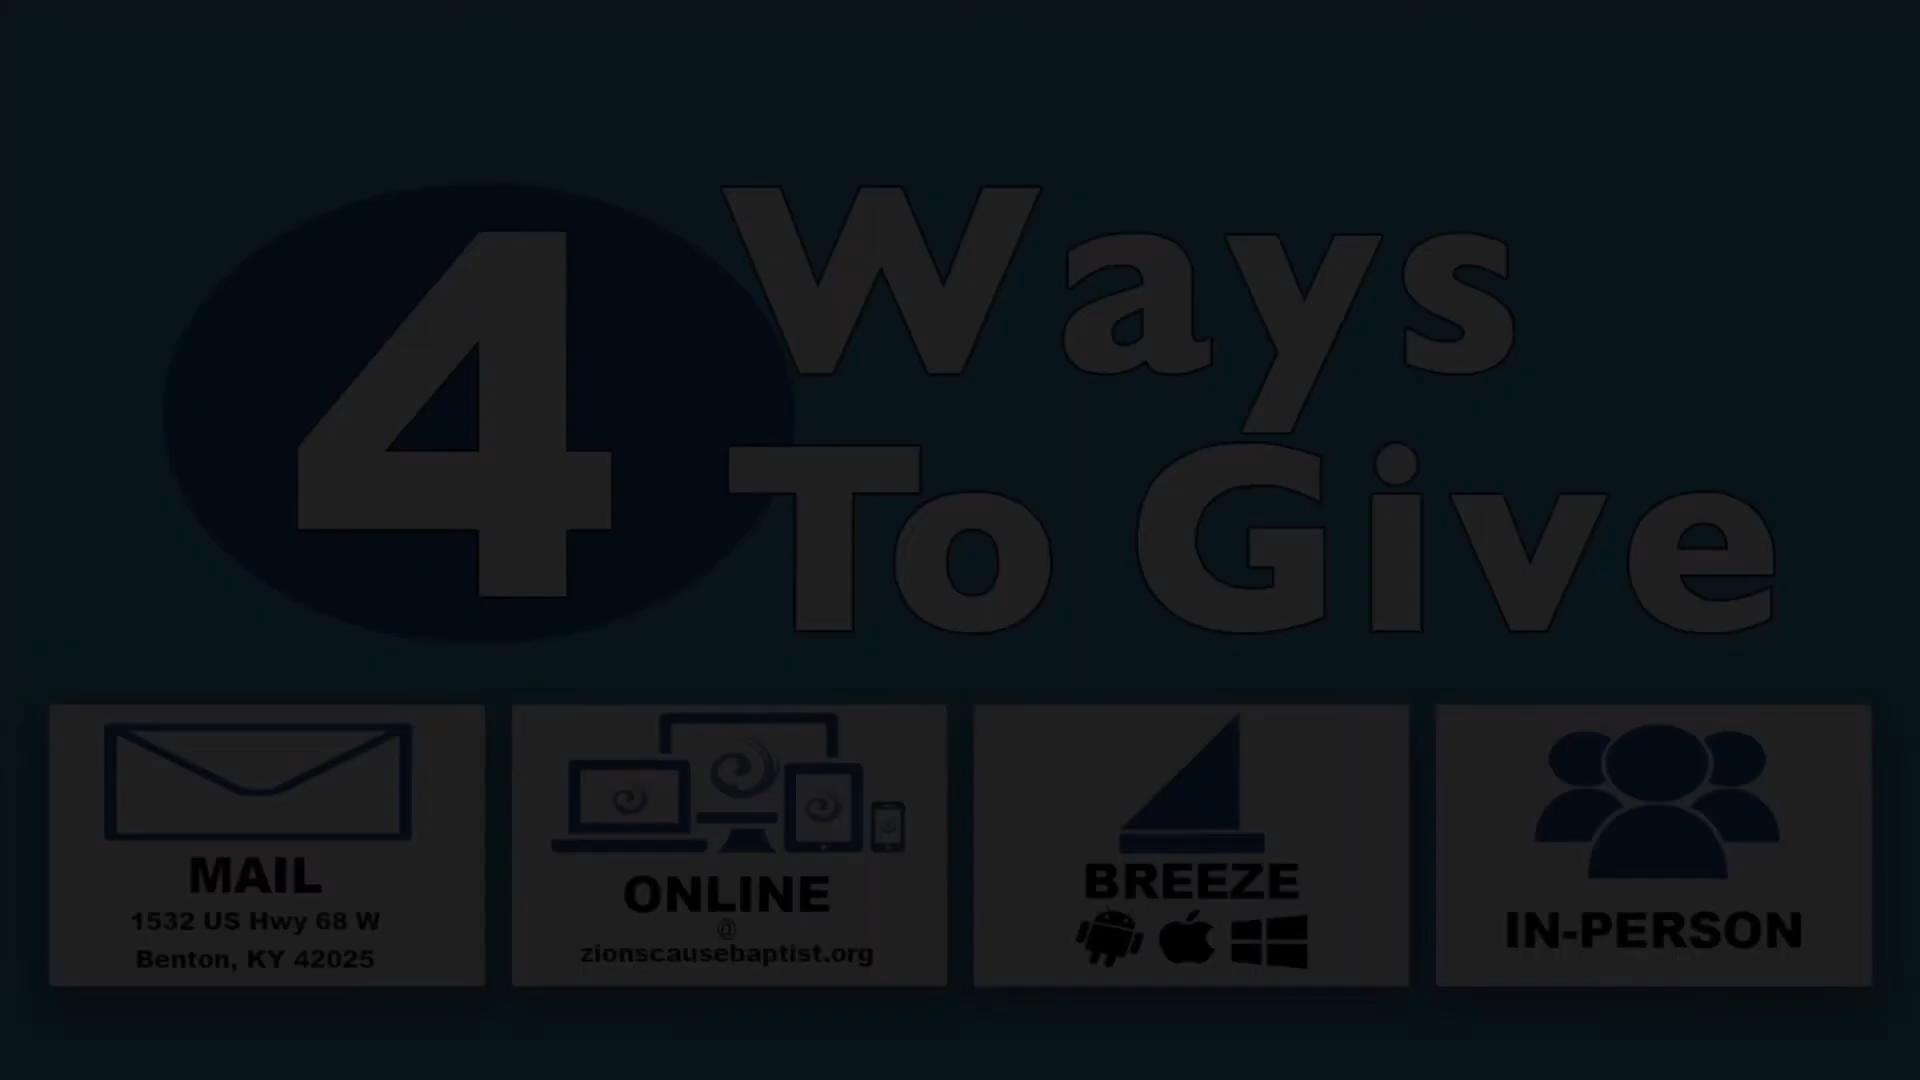 4 Ways
To Give
MAIL
1532 US Hwy 68 W
Benton, KY 42025
ONLINE
@
zionscausebaptist.org
BREEZE
IN-PERSON